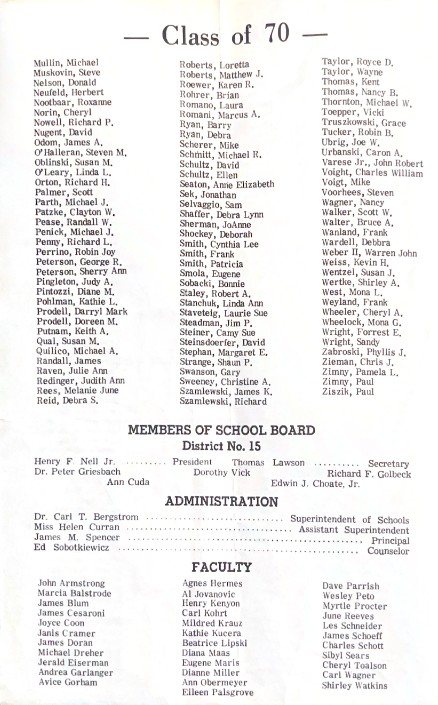 — Class of 70 —
Mullin, Michael
Muskovin, Steve
Nelson, Donald
Neufeld, Herbert
Nootbaar, Roxanne
Norin, Cheryl
Nowell, Richard P.
Nugent, David
Odom, James A.
O'Halleran, Steven M.
Oblinski, Susan M.
O'Leary, Linda L.
Orton, Richard H.
Palmer, Scott
Parth, Michael J.
Patzke, Clayton W.
Pease, Randall W.
Penick, Michael J.
Penny, Richard L.
Perrino, Robin Joy
Peterson, George R.
Peterson, Sherry Ann
Pingleton, Judy A.
Pintozzi, Diane M.
Pohlman, Kathie L.
Prodell, Darryl Mark
Prodell, Doreen M.
Putnam, Keith A.
Qual, Susan M.
Quilico, Michael A.
Randall, James
Raven, Julie Ann
Redinger, Judith Ann
Rees, Melanie June
Reid, Debra S.
Roberts, Loretta
Roberts, Matthew J.
Roewer, Karen R.
Rohrer, Brian
Romano, Laura
Romani, Marcus A.
Ryan, Barry
Ryan, Debra
Scherer, Mike
Schmitt, Michael R.
Schultz, David
Schultz, Ellen
Seaton, Anne Elizabeth
Sek, Jonathan
Selvaggio, Sam
Shaffer, Debra Lynn
Sherman, JoAnne
Shockey, Deborah
Smith, Cynthia Lee
Smith, Frank
Smith, Patricia
Smola, Eugene
Sobacki, Bonnie
Staley, Robert A.
Stanchuk, Linda Ann
Staveteig, Laurie Sue
Steadman, Jim P.
Steiner, Camy Sue
Steinsdoerfer, David
Stephan, Margaret E.
Strange, Shaun P.
Swanson, Gary
Sweeney, Christine A.
Szamlewski, James K.
Szamlewski, Richard
Taylor, Royce D.
Taylor, Wayne
Thomas, Kent
Thomas, Nancy B.
Thornton, Michael W.
Toepper, Vicki
Truszkowski, Grace
Tucker, Robin B.
Ubrig, Joe W.
Urbanski, Caron A.
Varese Jr., John Robert
Voight, Charles William
Voigt, Mike
Voorhees, Steven
Wagner, Nancy
Walker, Scott W.
Walter, Bruce A.
Wanland, Frank
Wardell, Debbra
Weber II, Warren John
Weiss, Kevin H.
Wentzel, Susan J.
Wertke, Shirley A.
West, Mona L.
Weyland, Frank
Wheeler, Cheryl A.
Wheelock, Mona G.
Wright, Forrest E.
Wright, Sandy
Zabroski, Phyllis J.
Zieman, Chris J.
Zimny, Pamela L.
Zimny, Paul
Ziszik, Paul
MEMBERS OF SCHOOL BOARD
District No. 15
Henry F. Nell Jr. ......... President Thomas Lawson .......... Secretary
Dr. Peter Griesbach Dorothy Vick Richard F. Golbeck
Ann Cuda Edwin J. Choate, Jr.
ADMINISTRATION
Dr. Carl T. Bergstrom .............................. Superintendent of Schools
Miss Helen Curran .................................. Assistant Superintendent
James M. Spencer .................................................. Principal
Ed Sobotkiewicz .................................................. Counselor
FACULTY
John Armstrong
Marcia Balstrode
James Blum
James Cesaroni
Joyce Coon
Janis Cramer
James Doran
Michael Dreher
Jerald Eiserman
Andrea Garlanger
Avice Gorham
Agnes Hermes
Al Jovanovic
Henry Kenyon
Carl Kohrt
Mildred Krauz
Kathie Kucera
Beatrice Lipski
Diana Maas
Eugene Maris
Dianne Miller
Ann Obermeyer
Eileen Palsgrove
Dave Parrish
Wesley Peto
Myrtle Procter
June Reeves
Les Schneider
James Schoeff
Charles Schott
Sibyl Sears
Cheryl Toalson
Carl Wagner
Shirley Watkins